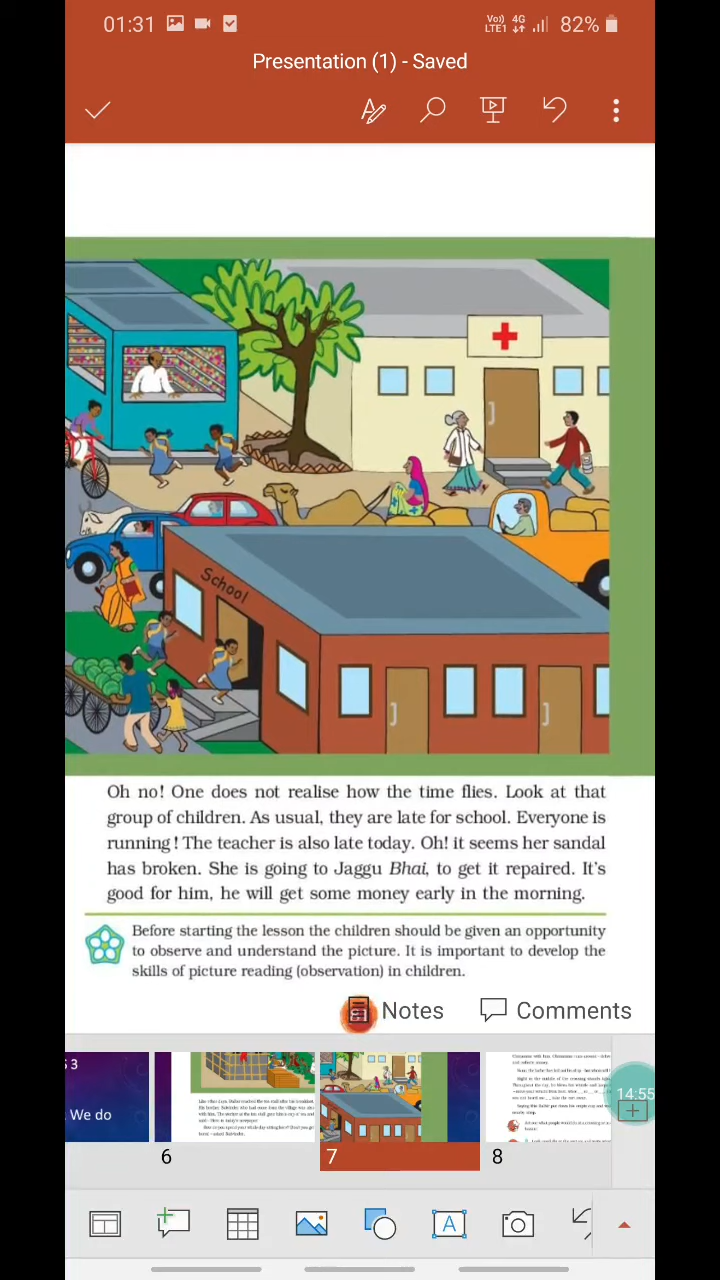 01:31
Vo)) 4G
LTE1 82%
Presentation (1) - Saved
School
Oh no! One does not realise how the time flies. Look at that
group of children. As usual, they are late for school. Everyone is
running! The teacher is also late today. Oh! it seems her sandal
has broken. She is going to Jaggu Bhai, to get it repaired. It's
good for him, he will get some money early in the morning.
Before starting the lesson the children should be given an opportunity
to observe and understand the picture. It is important to develop the
skills of picture reading (observation) in children.
Notes
Comments
14:55
We do
6
7
8
A